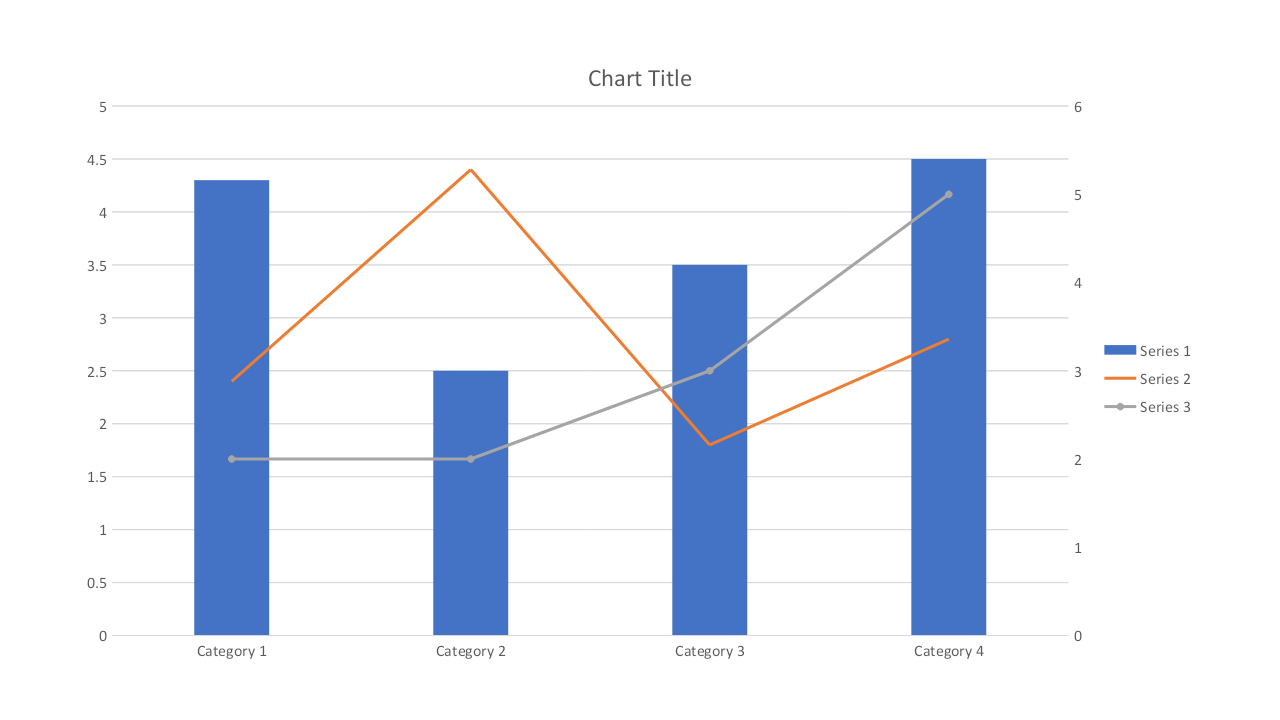 Chart Title
5
4.5
4
3.5
3
2.5
2
1.5
1
0.5
0
6
5
4
3
2
1
0
Category 1
Category 2
Category 3
Category 4
Series 1
Series 2
Series 3